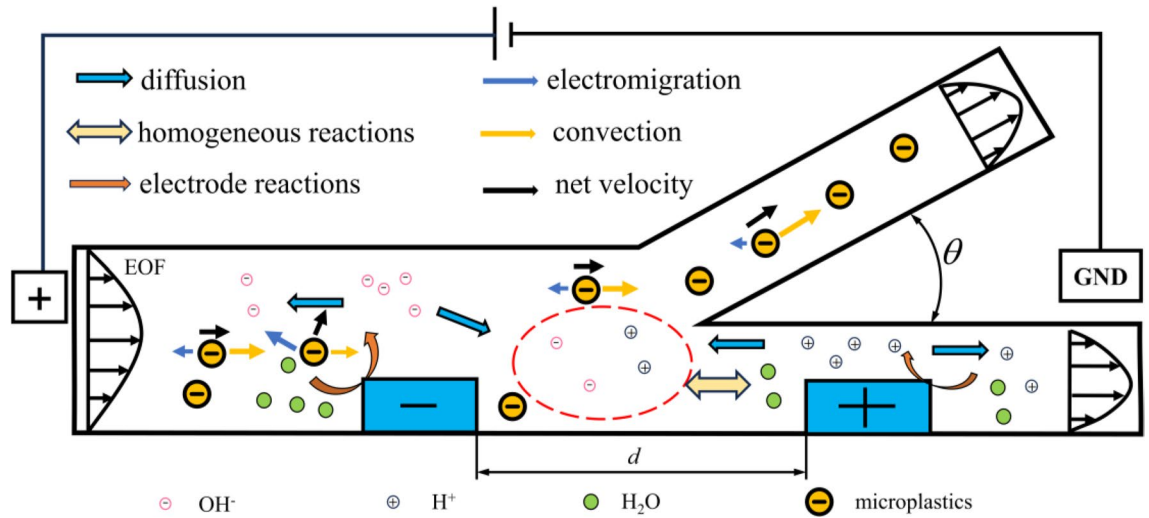 diffusion
electromigration
homogeneous reactions
convection
electrode reactions
net velocity
EOF
+
θ
GND
−
+
d
OH-
H+
H2O
microplastics